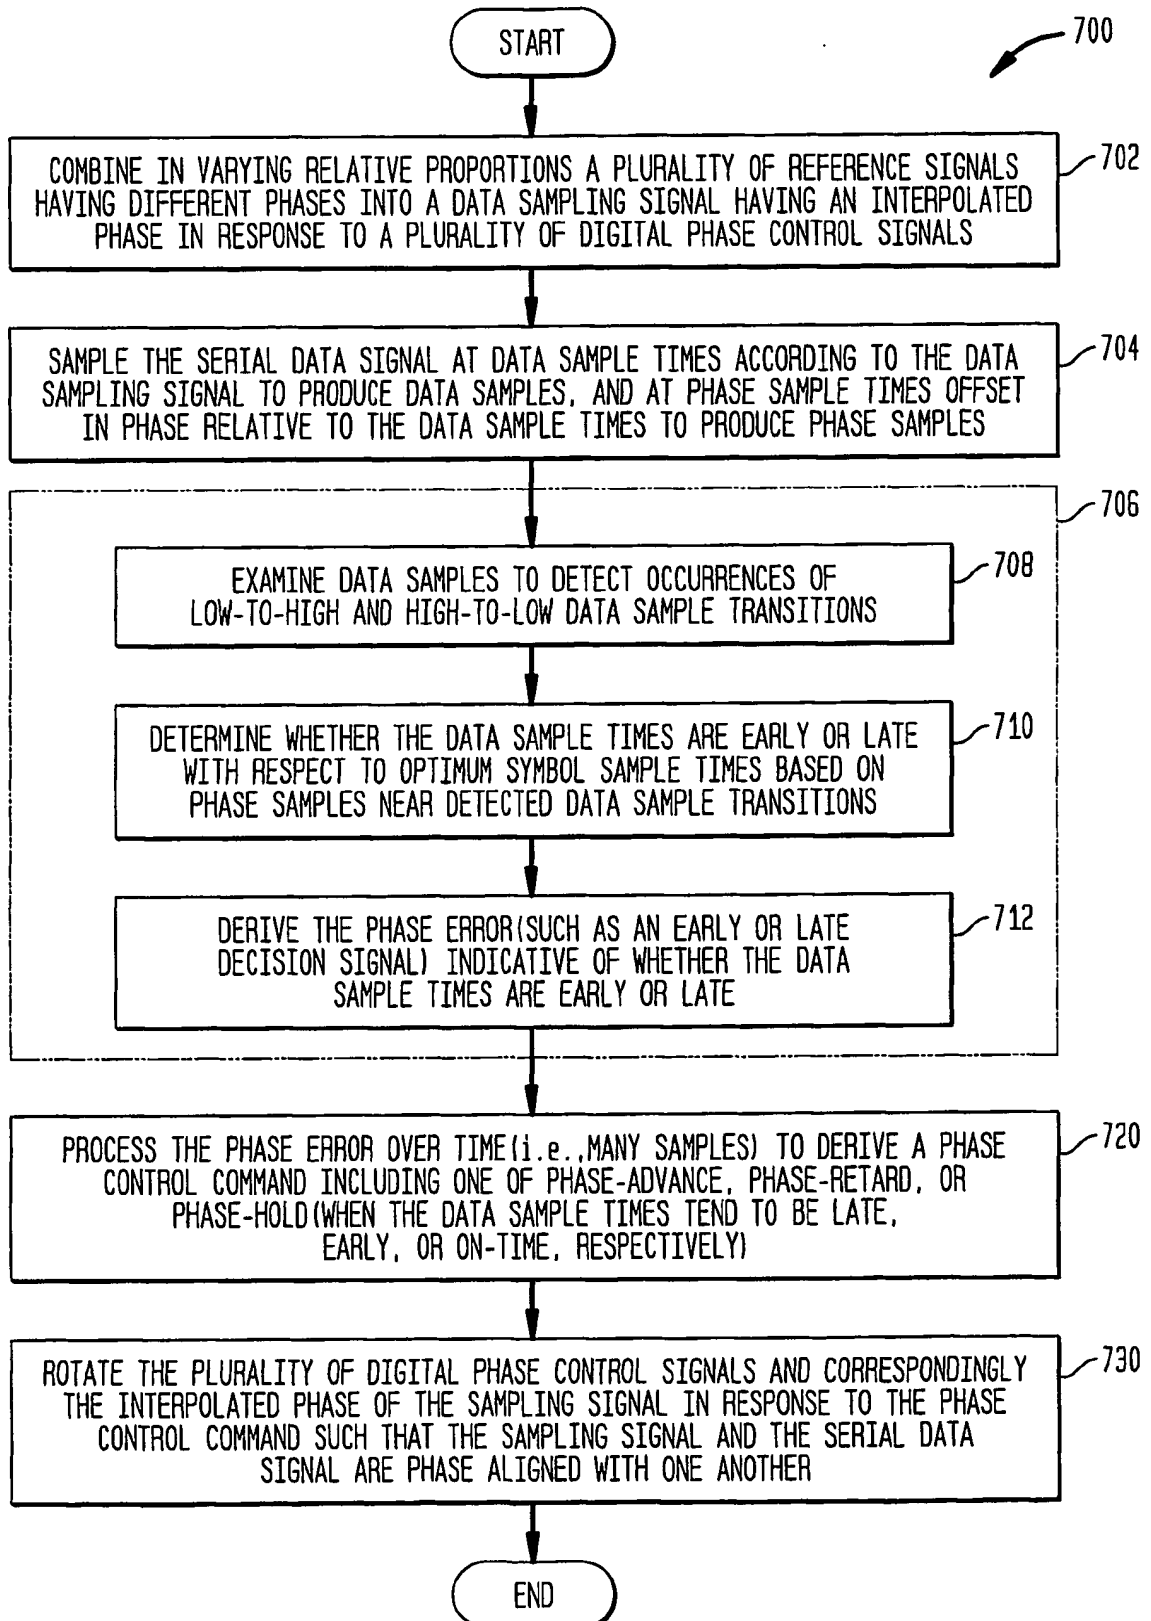 START
700
COMBINE IN VARYING RELATIVE PROPORTIONS A PLURALITY OF REFERENCE SIGNALS
HAVING DIFFERENT PHASES INTO A DATA SAMPLING SIGNAL HAVING AN INTERPOLATED
PHASE IN RESPONSE TO A PLURALITY OF DIGITAL PHASE CONTROL SIGNALS
702
SAMPLE THE SERIAL DATA SIGNAL AT DATA SAMPLE TIMES ACCORDING TO THE DATA
SAMPLING SIGNAL TO PRODUCE DATA SAMPLES, AND AT PHASE SAMPLE TIMES OFFSET
IN PHASE RELATIVE TO THE DATA SAMPLE TIMES TO PRODUCE PHASE SAMPLES
704
706
EXAMINE DATA SAMPLES TO DETECT OCCURRENCES OF
LOW-TO-HIGH AND HIGH-TO-LOW DATA SAMPLE TRANSITIONS
708
DETERMINE WHETHER THE DATA SAMPLE TIMES ARE EARLY OR LATE
WITH RESPECT TO OPTIMUM SYMBOL SAMPLE TIMES BASED ON
PHASE SAMPLES NEAR DETECTED DATA SAMPLE TRANSITIONS
710
DERIVE THE PHASE ERROR(SUCH AS AN EARLY OR LATE
DECISION SIGNAL) INDICATIVE OF WHETHER THE DATA
SAMPLE TIMES ARE EARLY OR LATE
712
PROCESS THE PHASE ERROR OVER TIME(i.e.,MANY SAMPLES) TO DERIVE A PHASE
CONTROL COMMAND INCLUDING ONE OF PHASE-ADVANCE, PHASE-RETARD, OR
PHASE-HOLD(WHEN THE DATA SAMPLE TIMES TEND TO BE LATE,
EARLY, OR ON-TIME, RESPECTIVELY)
720
ROTATE THE PLURALITY OF DIGITAL PHASE CONTROL SIGNALS AND CORRESPONDINGLY
THE INTERPOLATED PHASE OF THE SAMPLING SIGNAL IN RESPONSE TO THE PHASE
CONTROL COMMAND SUCH THAT THE SAMPLING SIGNAL AND THE SERIAL DATA
SIGNAL ARE PHASE ALIGNED WITH ONE ANOTHER
730
END